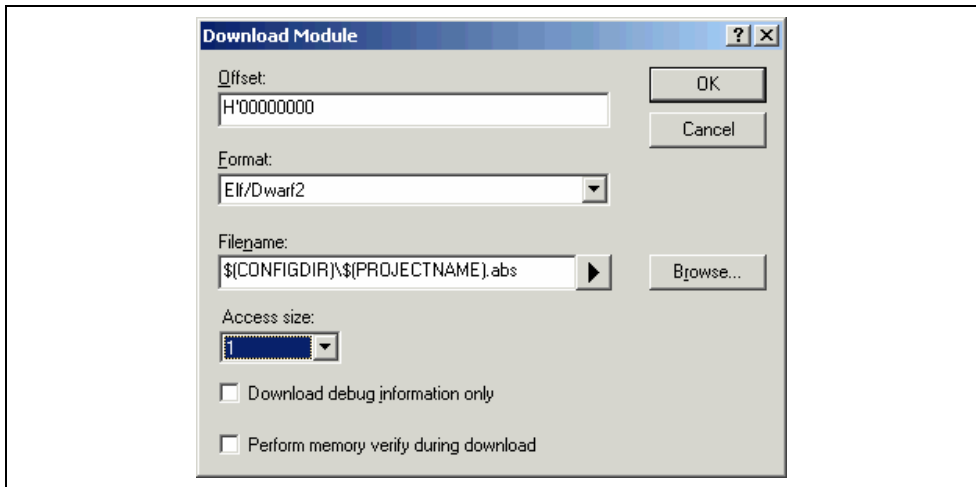 Download Module
Offset:
H'00000000
OK
Cancel
Format:
Elf/Dwarf2
Filename:
$(CONFIGDIR)\$(PROJECTNAME).abs
Browse...
Access size:
1
Download debug information only
Perform memory verify during download